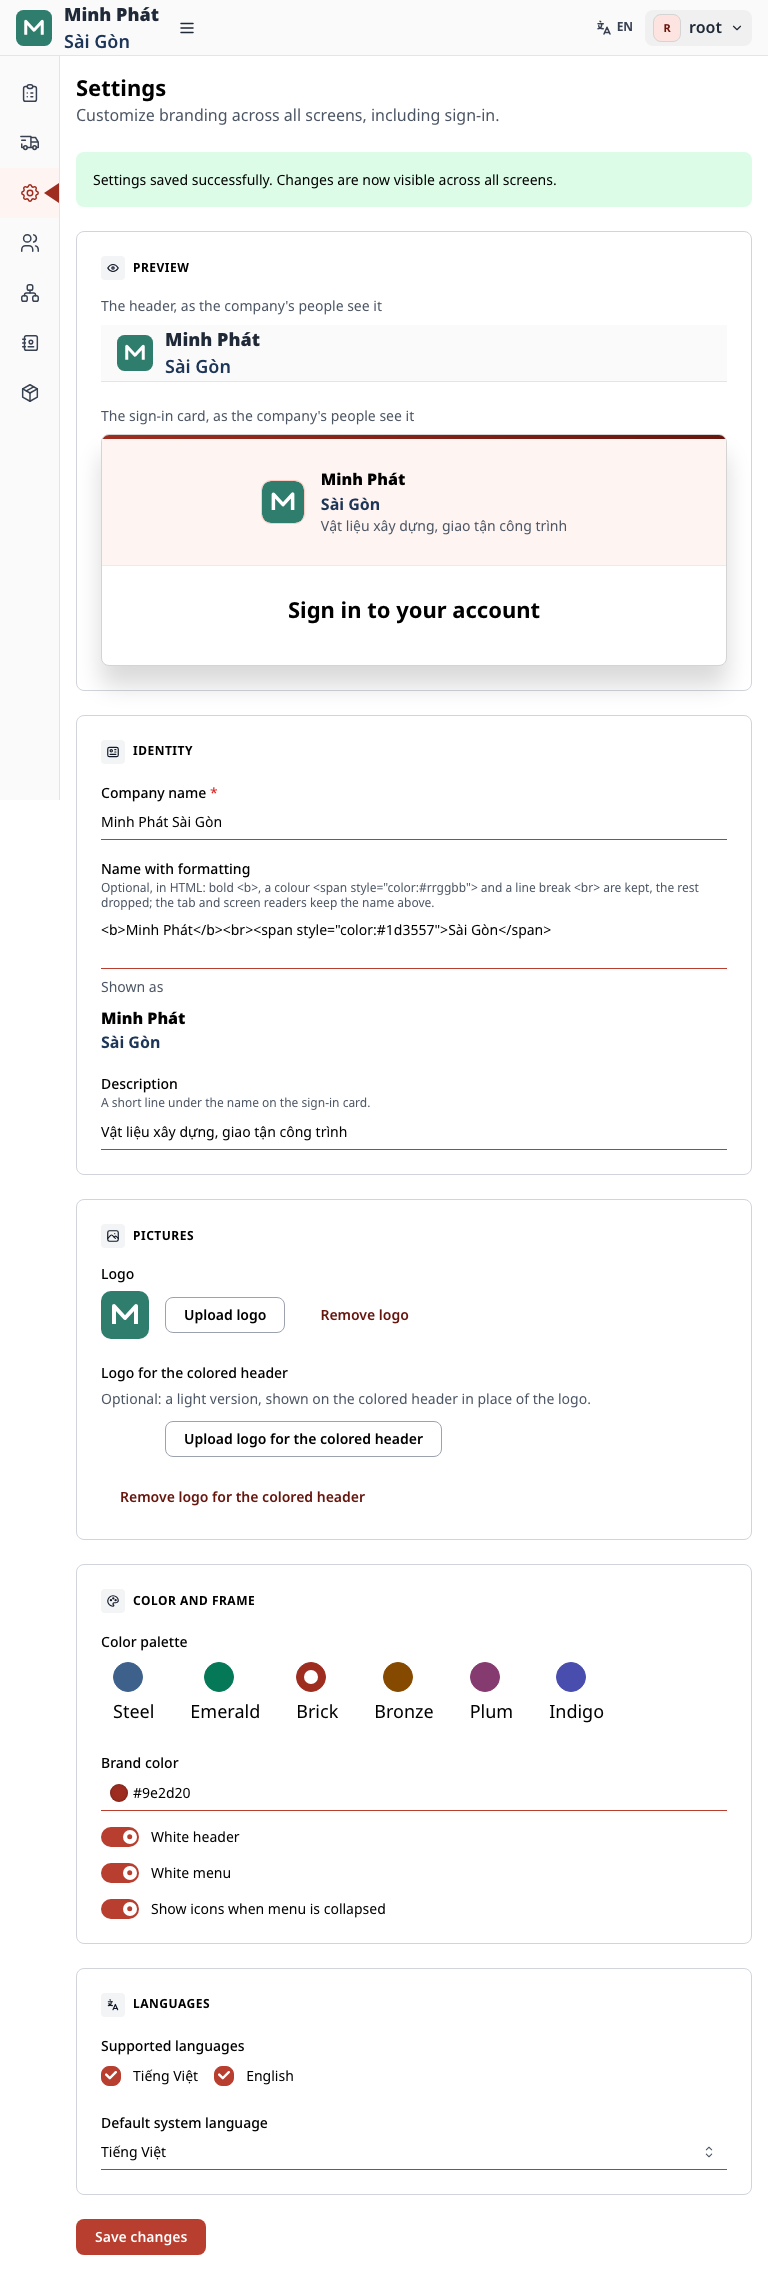 Minh Phát
Sài Gòn
EN
R
root
Settings
Customize branding across all screens, including sign-in.
Settings saved successfully. Changes are now visible across all screens.
PREVIEW
The header, as the company's people see it
M
Minh Phát
Sài Gòn
The sign-in card, as the company's people see it
M
Minh Phát
Sài Gòn
Vật liệu xây dựng, giao tận công trình
Sign in to your account
IDENTITY
Company name *
Minh Phát Sài Gòn
Name with formatting
Optional, in HTML: bold <b>, a colour <span style="color:#rrggbb"> and a line break <br> are kept, the rest
dropped; the tab and screen readers keep the name above.
<b>Minh Phát</b><br><span style="color:#1d3557">Sài Gòn</span>
Shown as
Minh Phát
Sài Gòn
Description
A short line under the name on the sign-in card.
Vật liệu xây dựng, giao tận công trình
PICTURES
Logo
M
Upload logo
Remove logo
Logo for the colored header
Optional: a light version, shown on the colored header in place of the logo.
Upload logo for the colored header
Remove logo for the colored header
COLOR AND FRAME
Color palette
Steel
Emerald
Brick
Bronze
Plum
Indigo
Brand color
#9e2d20
White header
White menu
Show icons when menu is collapsed
LANGUAGES
Supported languages
Tiếng Việt
English
Default system language
Tiếng Việt
Save changes